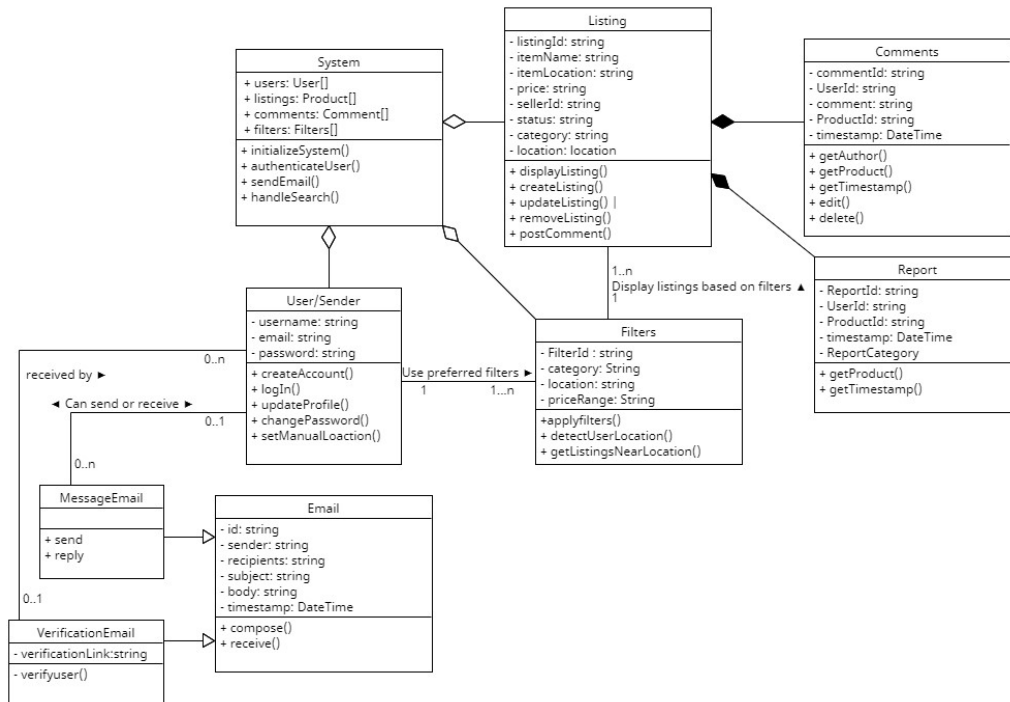 System
+ users: User[]
+ listings: Product[]
+ comments: Comment[]
+ filters: Filters[]
+ initializeSystem()
+ authenticateUser()
+ sendEmail()
+ handleSearch()
Listing
- listingId: string
- itemName: string
- itemLocation: string
- price: string
- sellerId: string
- status: string
- category: string
- location: location
+ displayListing()
+ createListing()
+ updateListing() |
+ removeListing()
+ postComment()
Comments
- commentId: string
- UserId: string
- comment: string
- ProductId: string
- timestamp: DateTime
+ getAuthor()
+ getProduct()
+ getTimestamp()
+ edit()
+ delete()
Report
- ReportId: string
- UserId: string
- ProductId: string
- timestamp: DateTime
- ReportCategory
+ getProduct()
+ getTimestamp()
1..n
Display listings based on filters ▲
1
User/Sender
- username: string
- email: string
- password: string
+ createAccount()
+ logIn()
+ updateProfile()
+ changePassword()
+ setManualLoaction()
Use preferred filters ►
1
1...n
Filters
- FilterId : string
- category: String
- location: string
- priceRange: String
+applyfilters()
+ detectUserLocation()
+ getListingsNearLocation()
0..n
received by ►
◄ Can send or receive ►
0..1
0..n
MessageEmail
+ send
+ reply
Email
- id: string
- sender: string
- recipients: string
- subject: string
- body: string
- timestamp: DateTime
+ compose()
+ receive()
0..1
VerificationEmail
- verificationLink:string
- verifyuser()